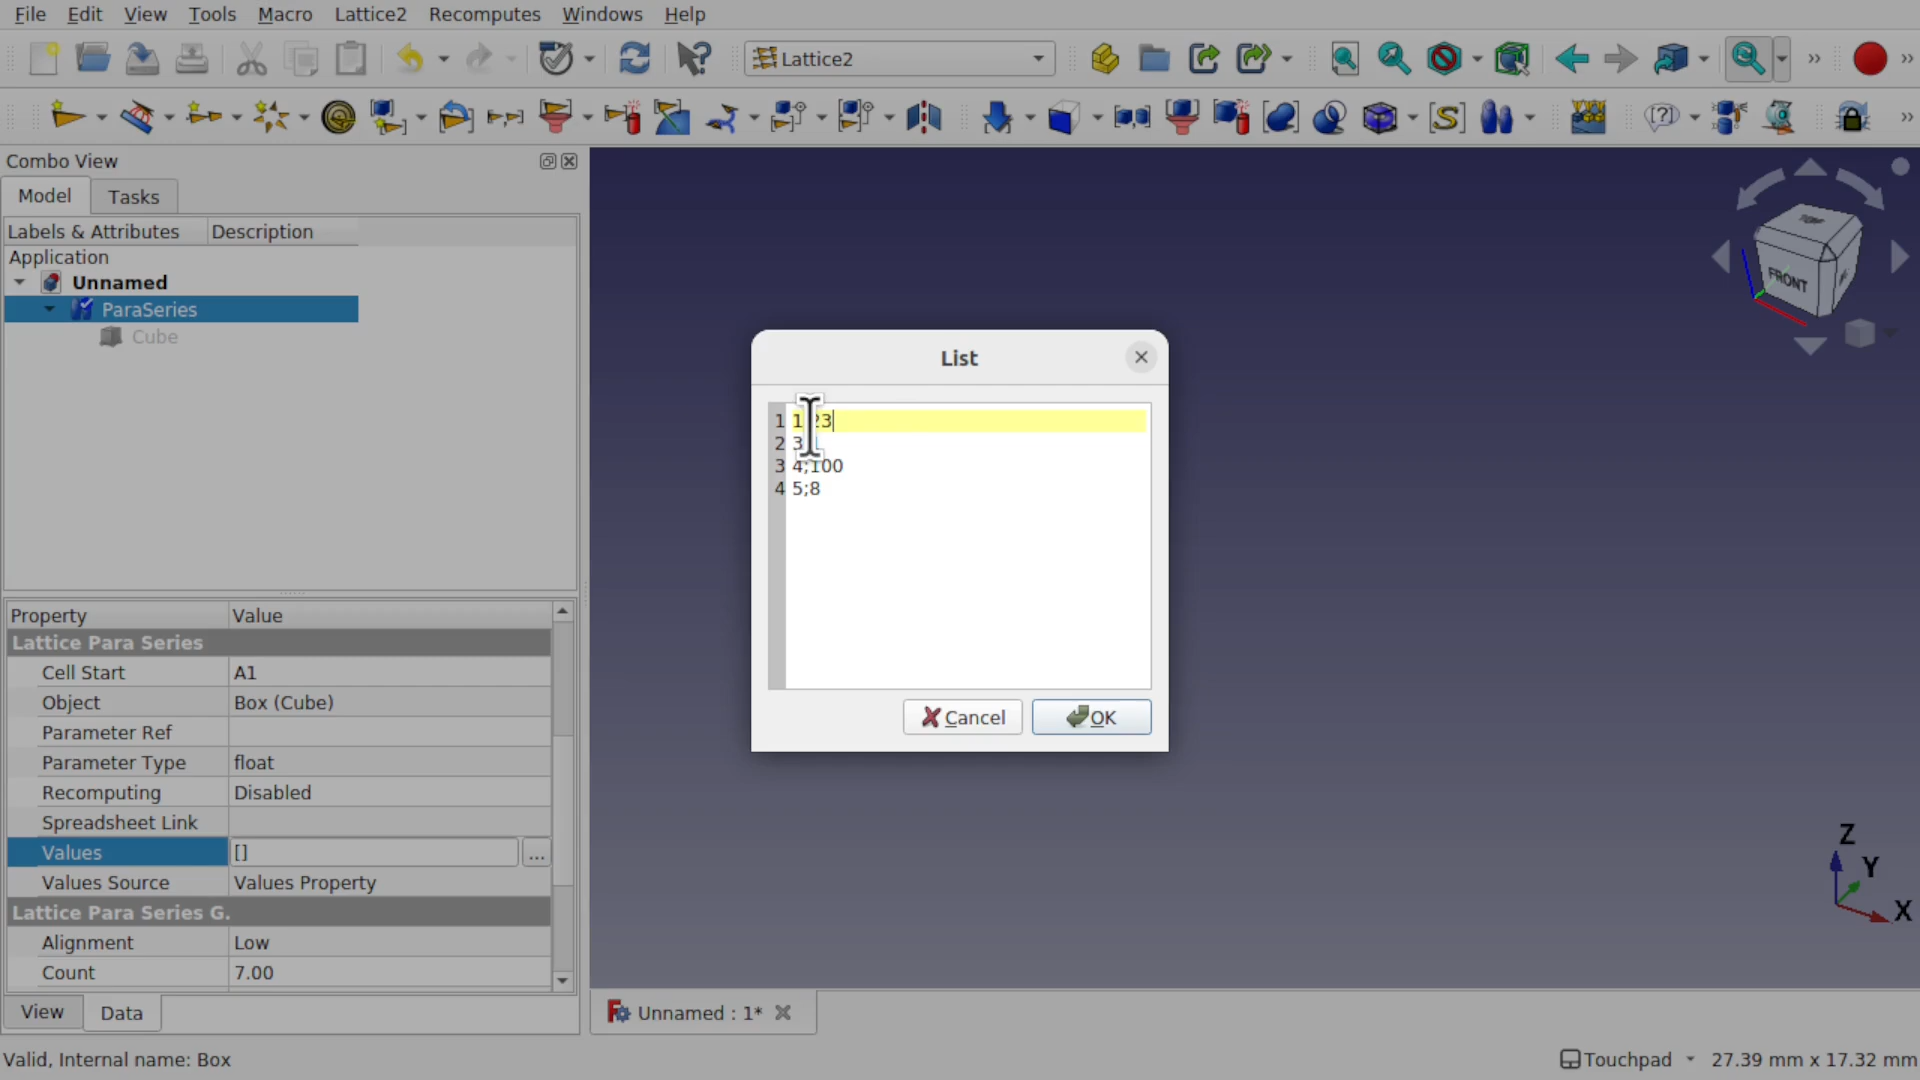 File Edit View Tools Macro Lattice2 Recomputes Windows Help
Lattice2
Combo View
Model Tasks
Labels & Attributes Description
Application
Unnamed
ParaSeries
Cube
Property Value
Lattice Para Series
Cell Start A1
Object Box (Cube)
Parameter Ref
Parameter Type float
Recomputing Disabled
Spreadsheet Link
Values [] ...
Values Source Values Property
Lattice Para Series G.
Alignment Low
Count 7.00
View Data
List
1
2
3 4;100
4 5;8
Cancel OK
TOP
FRONT
Z
Y
X
Unnamed : 1*
Valid, Internal name: Box
Touchpad 27.39 mm x 17.32 mm